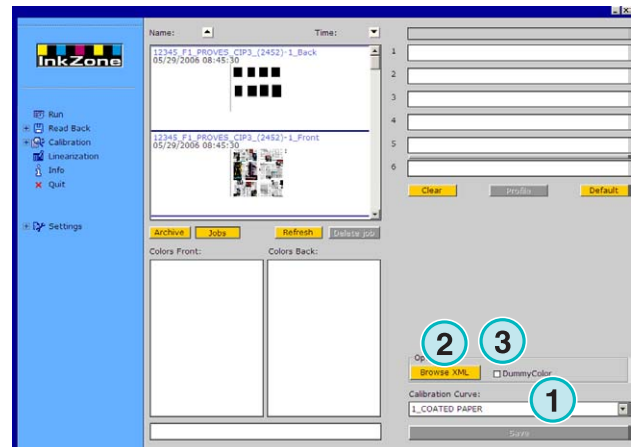 InkZone
Run
Read Back
Calibration
Linearization
Info
Quit
Settings
Name:
Time:
12345_F1_PROVES_CIP3_(2452)-1_Back
05/29/2006 08:45:30
12345_F1_PROVES_CIP3_(2452)-1_Front
05/29/2006 08:45:30
Archive
Jobs
Refresh
Delete job
Colors Front:
Colors Back:
1
2
3
4
5
6
Clear
Profile
Default
2
3
Op
Browse XML
DummyColor
1
Calibration Curve:
1_COATED PAPER
Save